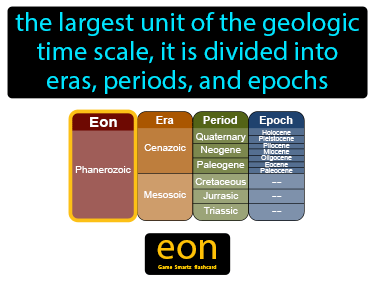 the largest unit of the geologic
time scale, it is divided into
eras, periods, and epochs
Eon Era Period Epoch
Phanerozoic
Cenazoic
Mesosoic
Quaternary
Neogene
Paleogene
Cretaceous
Jurrasic
Triassic
Holocene
Pleistocene
Pliocene
Miocene
Oligocene
Eocene
Paleocene
---
---
---
eon
Game Smartz flashcard